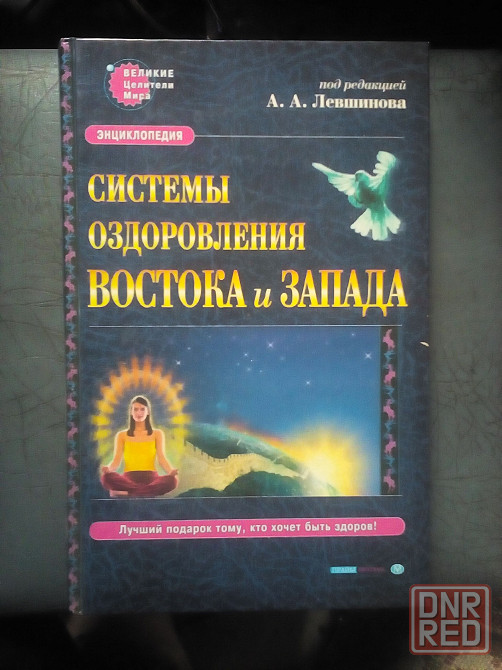 ВЕЛИКИЕ
Целители
Мира
под редакцией
А. А. Левшинова
ЭНЦИКЛОПЕДИЯ
СИСТЕМЫ
ОЗДОРОВЛЕНИЯ
ВОСТОКА и ЗАПАДА
Лучший подарок тому, кто хочет быть здоров!
DNR
RED